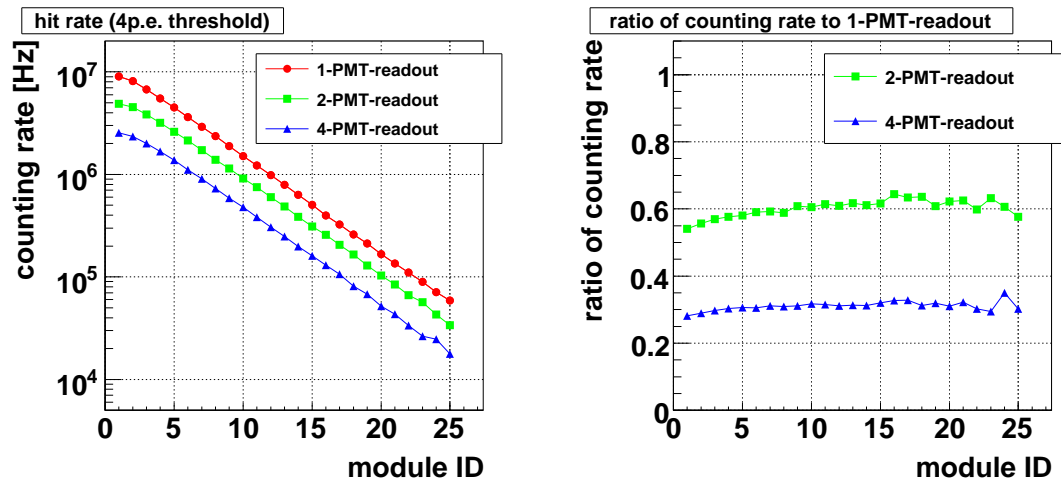 hit rate (4p.e. threshold)
counting rate [Hz]
10^7
10^6
10^5
10^4
1-PMT-readout
2-PMT-readout
4-PMT-readout
0 5 10 15 20 25
module ID
ratio of counting rate to 1-PMT-readout
ratio of counting rate
1
0.8
0.6
0.4
0.2
0
2-PMT-readout
4-PMT-readout
0 5 10 15 20 25
module ID